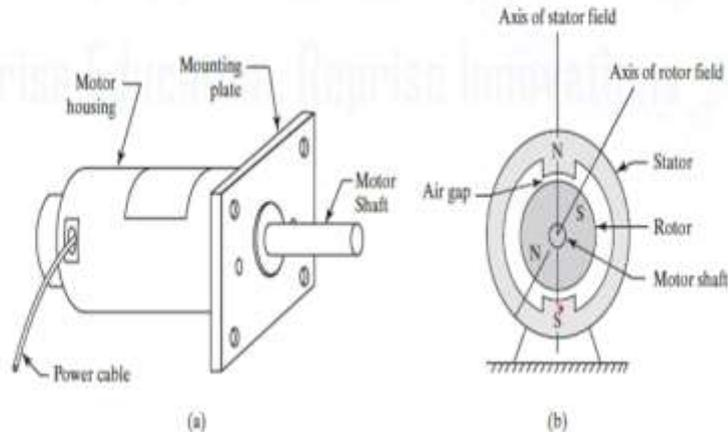 Axis of stator field
Axis of rotor field
Mounting
plate
Motor
housing
Motor
Shaft
Power cable
(a)
N
Stator
Air gap
S
Rotor
N
Motor shaft
S
(b)